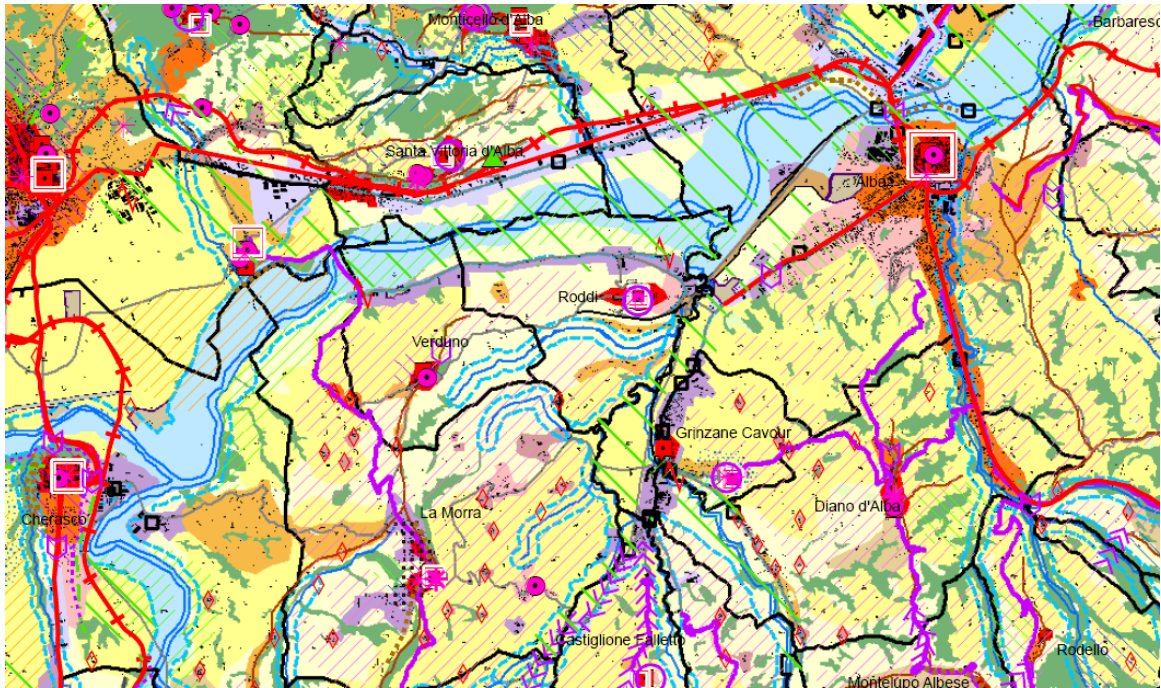 Monticello d'Alba
Barbaresco
Santa Vittoria d'Alba
Alba
Roddi
Verduno
Grinzane Cavour
Diano d'Alba
La Morra
Cherasco
Castiglione Falletto
Rodello
Montelupo Albese